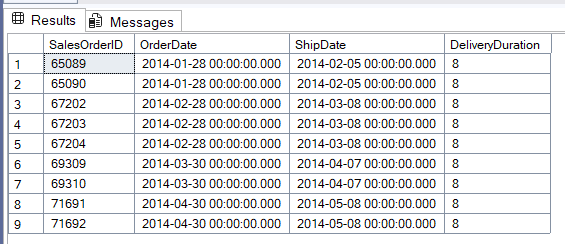 Results Messages
SalesOrderID OrderDate ShipDate DeliveryDuration
1 65089 2014-01-28 00:00:00.000 2014-02-05 00:00:00.000 8
2 65090 2014-01-28 00:00:00.000 2014-02-05 00:00:00.000 8
3 67202 2014-02-28 00:00:00.000 2014-03-08 00:00:00.000 8
4 67203 2014-02-28 00:00:00.000 2014-03-08 00:00:00.000 8
5 67204 2014-02-28 00:00:00.000 2014-03-08 00:00:00.000 8
6 69309 2014-03-30 00:00:00.000 2014-04-07 00:00:00.000 8
7 69310 2014-03-30 00:00:00.000 2014-04-07 00:00:00.000 8
8 71691 2014-04-30 00:00:00.000 2014-05-08 00:00:00.000 8
9 71692 2014-04-30 00:00:00.000 2014-05-08 00:00:00.000 8